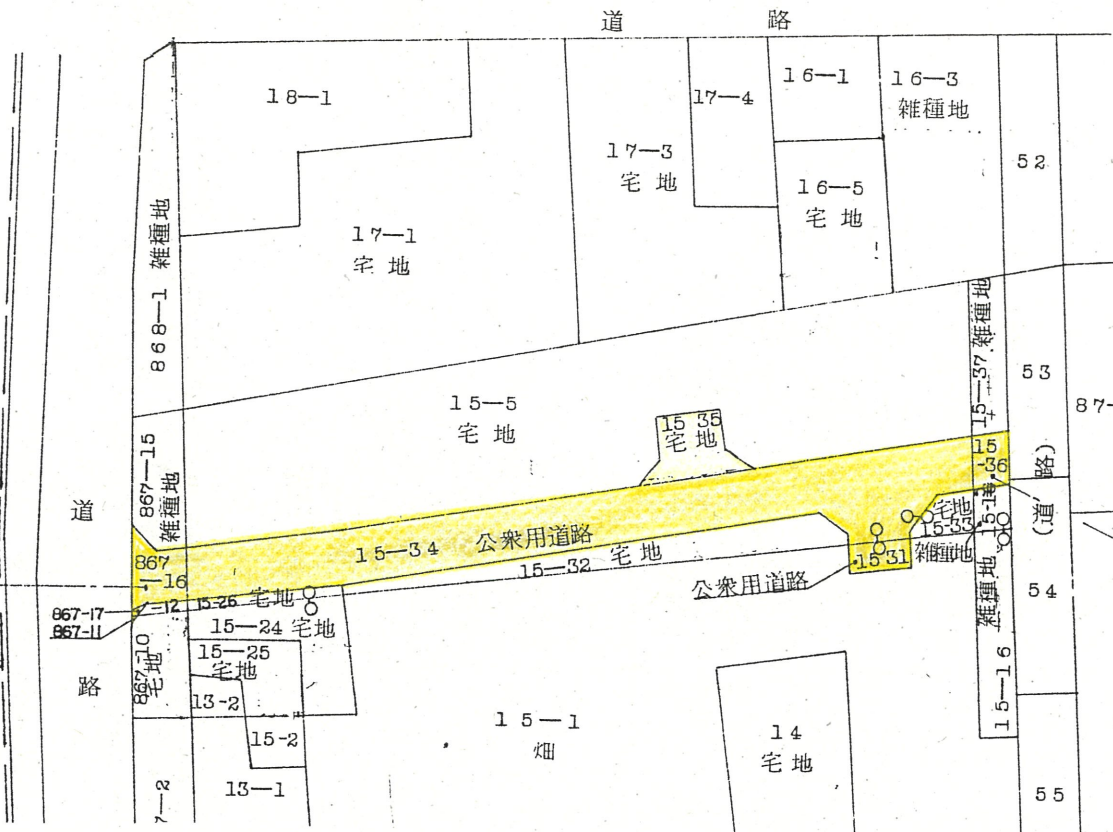 道 路
18—1
17—4
16—1
16—3
雑種地
17—3
宅地
52
16—5
宅地
17—1
宅地
868—1 雑種地
15—37 雑種地
53
87-
15—5
宅地
15 35
宅地
867—15
雑種地
道
路
15
-36
(道路)
宅地
15-33
雑種地
公衆用道路
15—34
宅地
15—32
15 31
公衆用道路
867
-16
867-17
867-11
-12
15-26 宅地
15—24 宅地
15—25
宅地
867-10
宅地
13-2
15-2
13—1
15—1
畑
14
宅地
雑種地
15—16
54
55
7—2